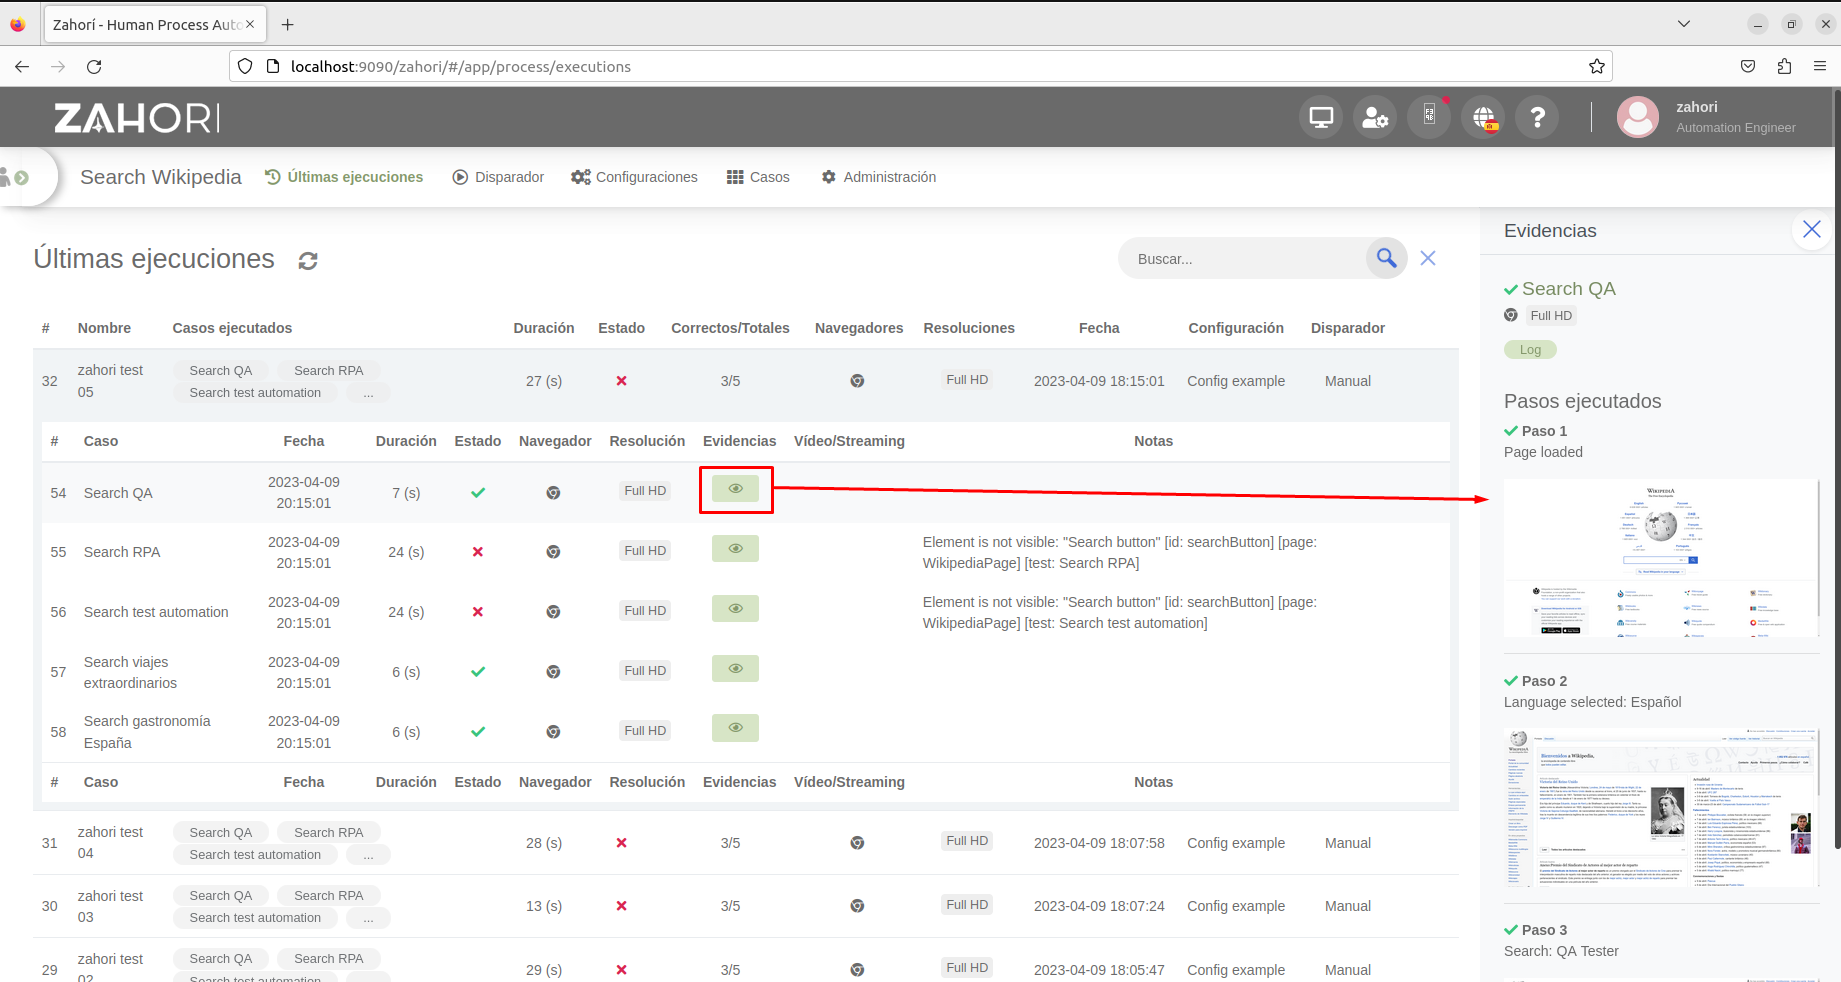 Zahorí - Human Process Auto
localhost:9090/zahori/#/app/process/executions
ZAHORI
zahori
Automation Engineer
Search Wikipedia
Últimas ejecuciones
Disparador
Configuraciones
Casos
Administración
Últimas ejecuciones
Buscar...
# Nombre Casos ejecutados Duración Estado Correctos/Totales Navegadores Resoluciones Fecha Configuración Disparador
32 zahori test 05 Search QA Search RPA Search test automation ... 27 (s) 3/5 Full HD 2023-04-09 18:15:01 Config example Manual
# Caso Fecha Duración Estado Navegador Resolución Evidencias Vídeo/Streaming Notas
54 Search QA 2023-04-09 20:15:01 7 (s) Full HD
55 Search RPA 2023-04-09 20:15:01 24 (s) Full HD Element is not visible: "Search button" [id: searchButton] [page: WikipediaPage] [test: Search RPA]
56 Search test automation 2023-04-09 20:15:01 24 (s) Full HD Element is not visible: "Search button" [id: searchButton] [page: WikipediaPage] [test: Search test automation]
57 Search viajes extraordinarios 2023-04-09 20:15:01 6 (s) Full HD
58 Search gastronomía España 2023-04-09 20:15:01 6 (s) Full HD
# Caso Fecha Duración Estado Navegador Resolución Evidencias Vídeo/Streaming Notas
31 zahori test 04 Search QA Search RPA Search test automation ... 28 (s) 3/5 Full HD 2023-04-09 18:07:58 Config example Manual
30 zahori test 03 Search QA Search RPA Search test automation ... 13 (s) 3/5 Full HD 2023-04-09 18:07:24 Config example Manual
29 zahori test 02 Search QA Search RPA Search test automation 29 (s) 3/5 Full HD 2023-04-09 18:05:47 Config example Manual
Evidencias
Search QA
Full HD
Log
Pasos ejecutados
Paso 1
Page loaded
WIKIPEDIA
Paso 2
Language selected: Español
Bienvenidos a Wikipedia,
Paso 3
Search: QA Tester